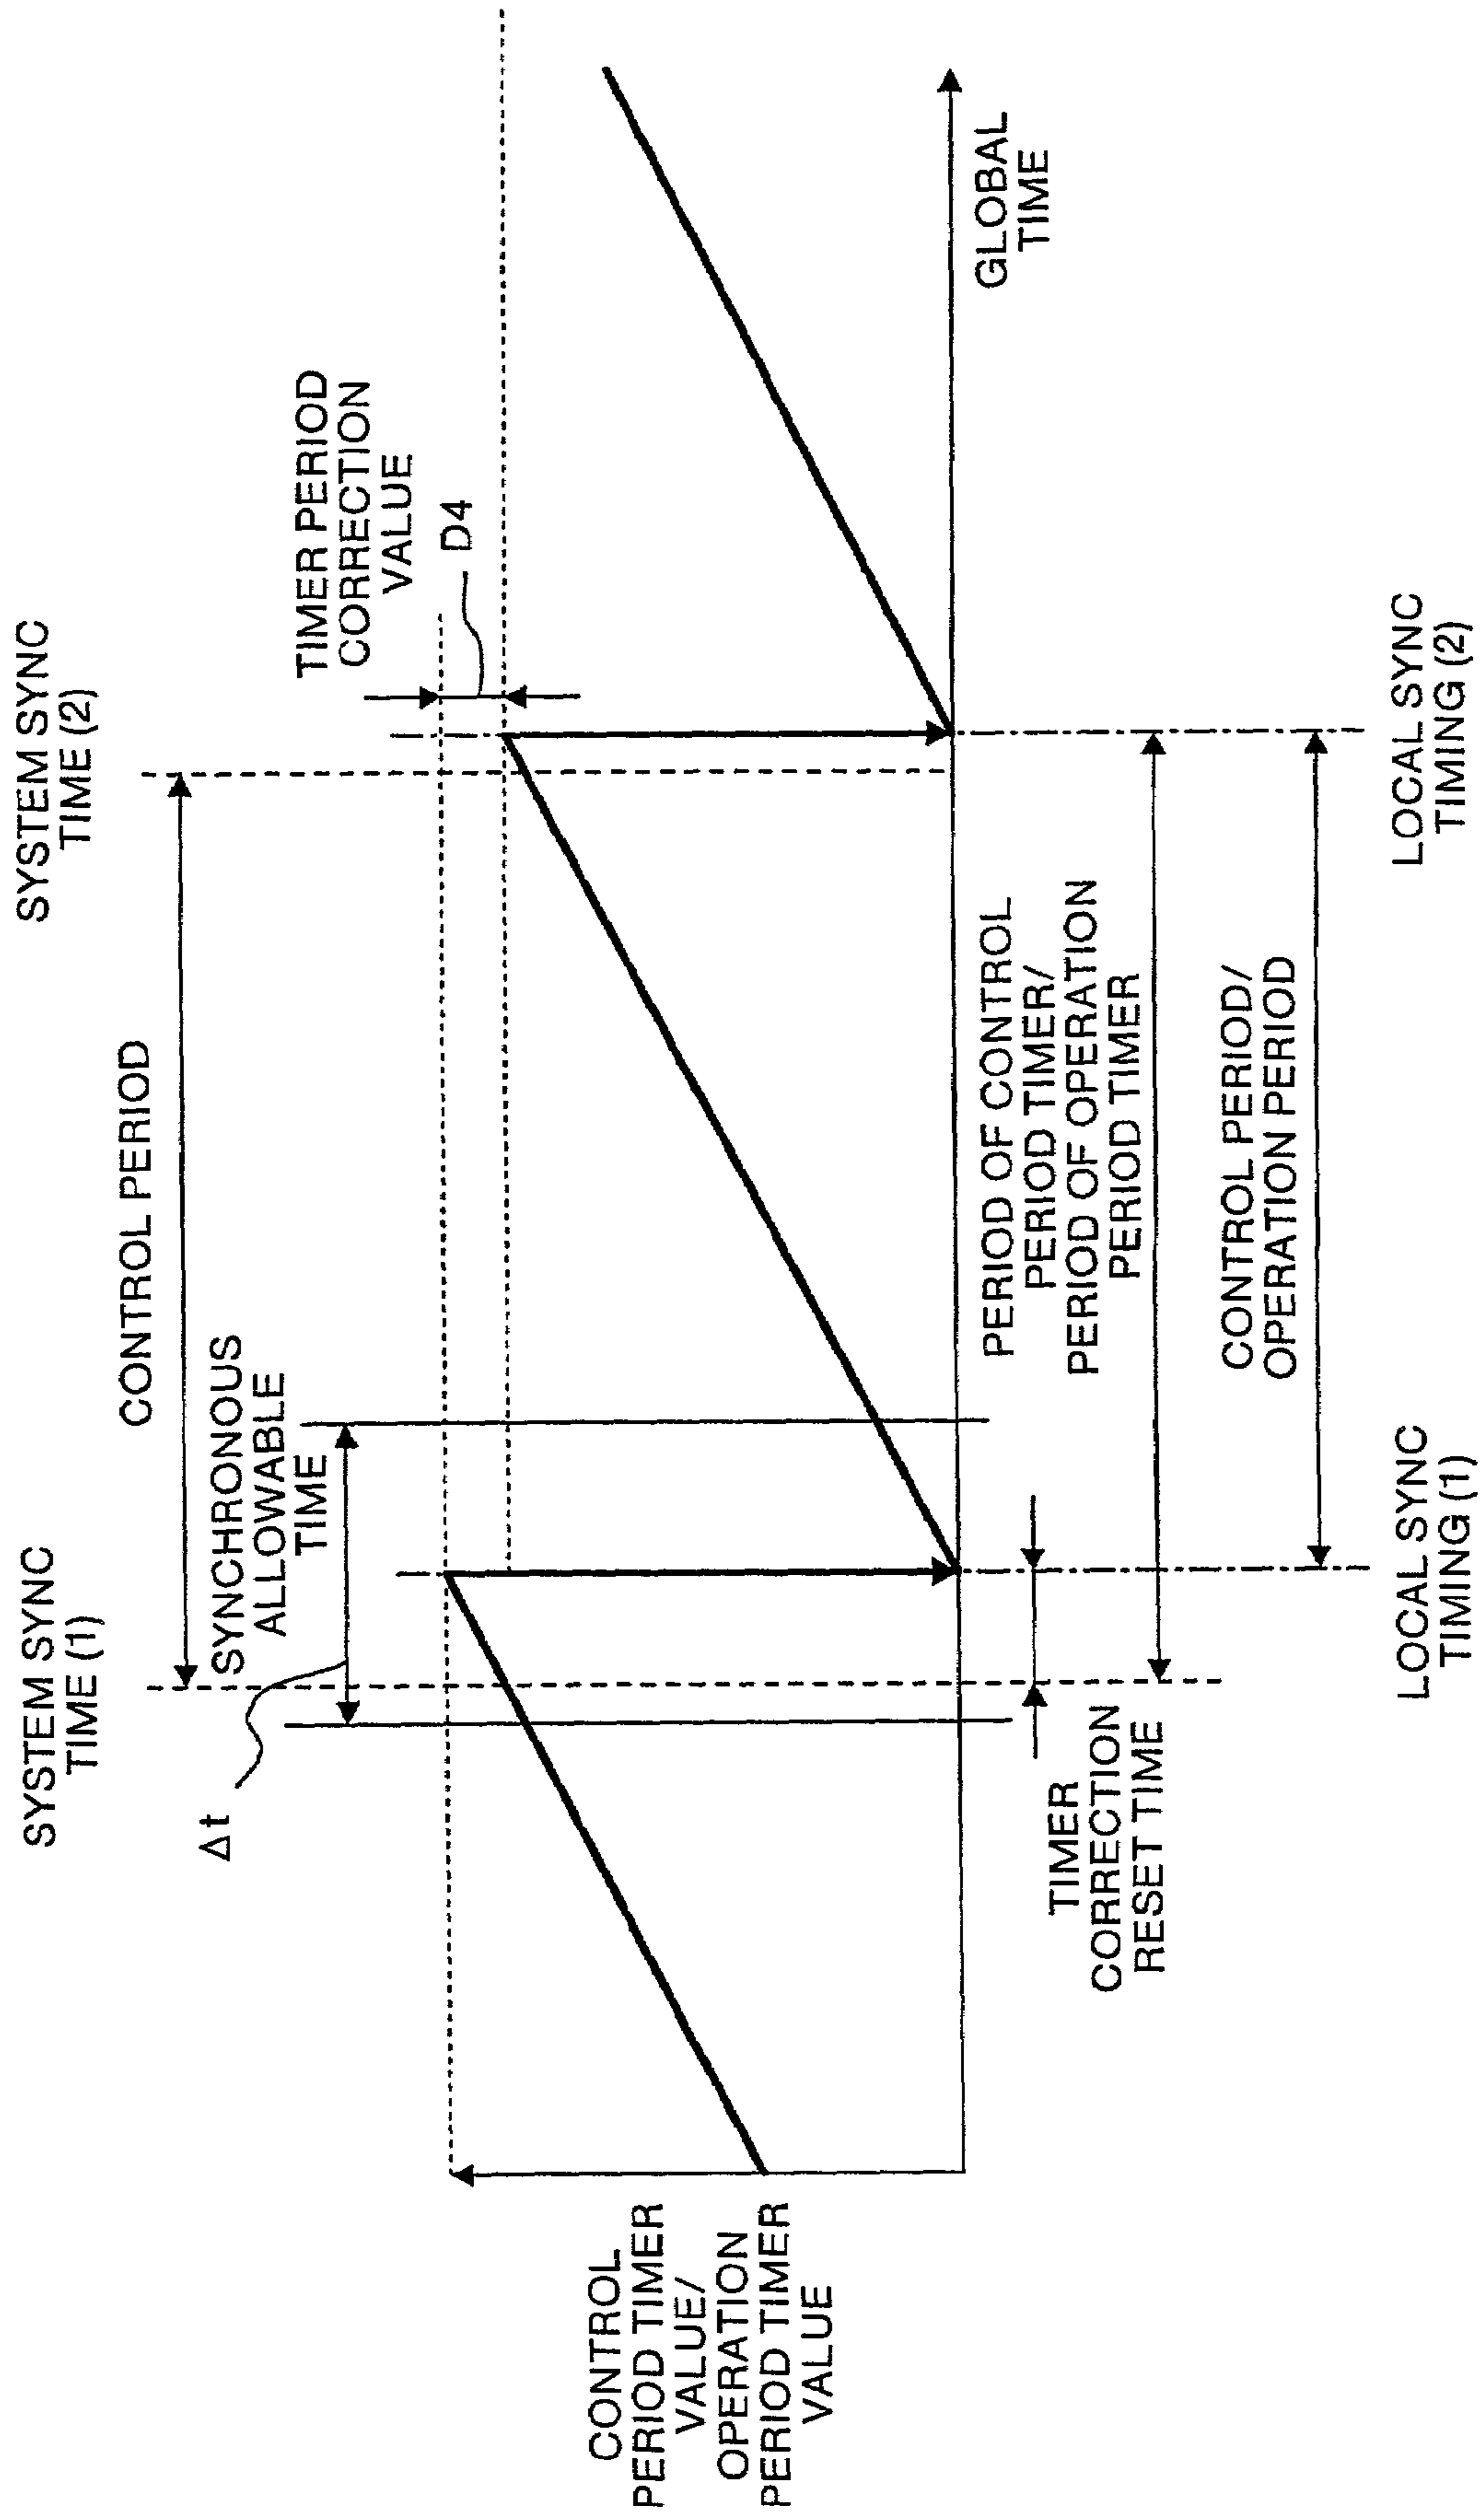 SYSTEM SYNC
TIME (1)
SYSTEM SYNC
TIME (2)
CONTROL PERIOD
Δt
SYNCHRONOUS
ALLOWABLE
TIME
TIMER PERIOD
CORRECTION
VALUE
D4
CONTROL
PERIOD TIMER
VALUE/
OPERATION
PERIOD TIMER
VALUE
GLOBAL
TIME
PERIOD OF CONTROL
PERIOD TIMER/
PERIOD OF OPERATION
PERIOD TIMER
TIMER
CORRECTION
RESET TIME
CONTROL PERIOD/
OPERATION PERIOD
LOCAL SYNC
TIMING (1)
LOCAL SYNC
TIMING (2)